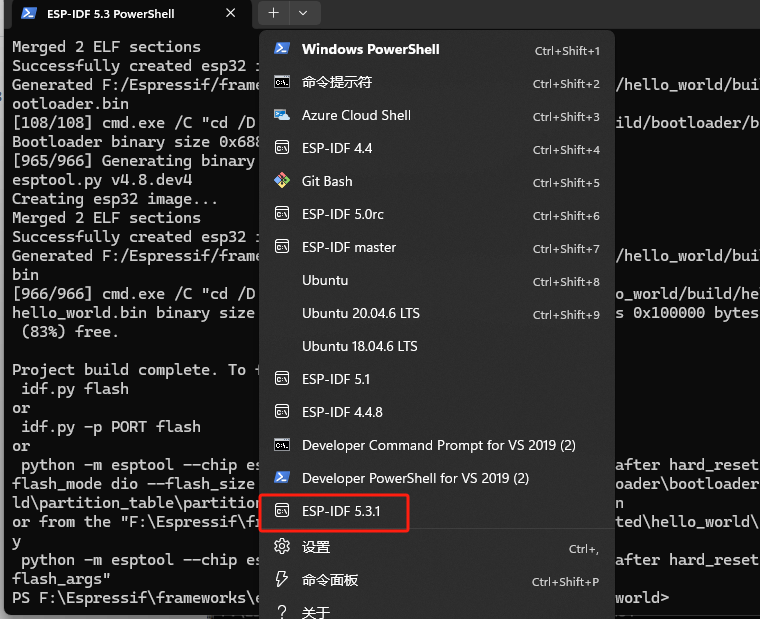 ESP-IDF 5.3 PowerShell
Merged 2 ELF sections
Successfully created esp32
Generated F:/Espressif/frame
/hello_world/bui
ootloader.bin
[108/108] cmd.exe /C "cd /D
ild/bootloader/b
Bootloader binary size 0x688
[965/966] Generating binary
esptool.py v4.8.dev4
Creating esp32 image...
Merged 2 ELF sections
Successfully created esp32
Generated F:/Espressif/frame
/hello_world/bui
bin
[966/966] cmd.exe /C "cd /D
o_world/build/he
hello_world.bin binary size
s 0x100000 bytes
(83%) free.
Project build complete. To
idf.py flash
or
idf.py -p PORT flash
or
python -m esptool --chip es
after hard_reset
flash_mode dio --flash_size
oader\bootloader
ld\partition_table\partition
n
or from the "F:\Espressif\fr
ted\hello_world\
y
python -m esptool --chip es
after hard_reset
flash_args"
PS F:\Espressif\frameworks\e
world>
Windows PowerShell Ctrl+Shift+1
命令提示符 Ctrl+Shift+2
Azure Cloud Shell Ctrl+Shift+3
ESP-IDF 4.4 Ctrl+Shift+4
Git Bash Ctrl+Shift+5
ESP-IDF 5.0rc Ctrl+Shift+6
ESP-IDF master Ctrl+Shift+7
Ubuntu Ctrl+Shift+8
Ubuntu 20.04.6 LTS Ctrl+Shift+9
Ubuntu 18.04.6 LTS
ESP-IDF 5.1
ESP-IDF 4.4.8
Developer Command Prompt for VS 2019 (2)
Developer PowerShell for VS 2019 (2)
ESP-IDF 5.3.1
设置 Ctrl+,
命令面板 Ctrl+Shift+P
关于